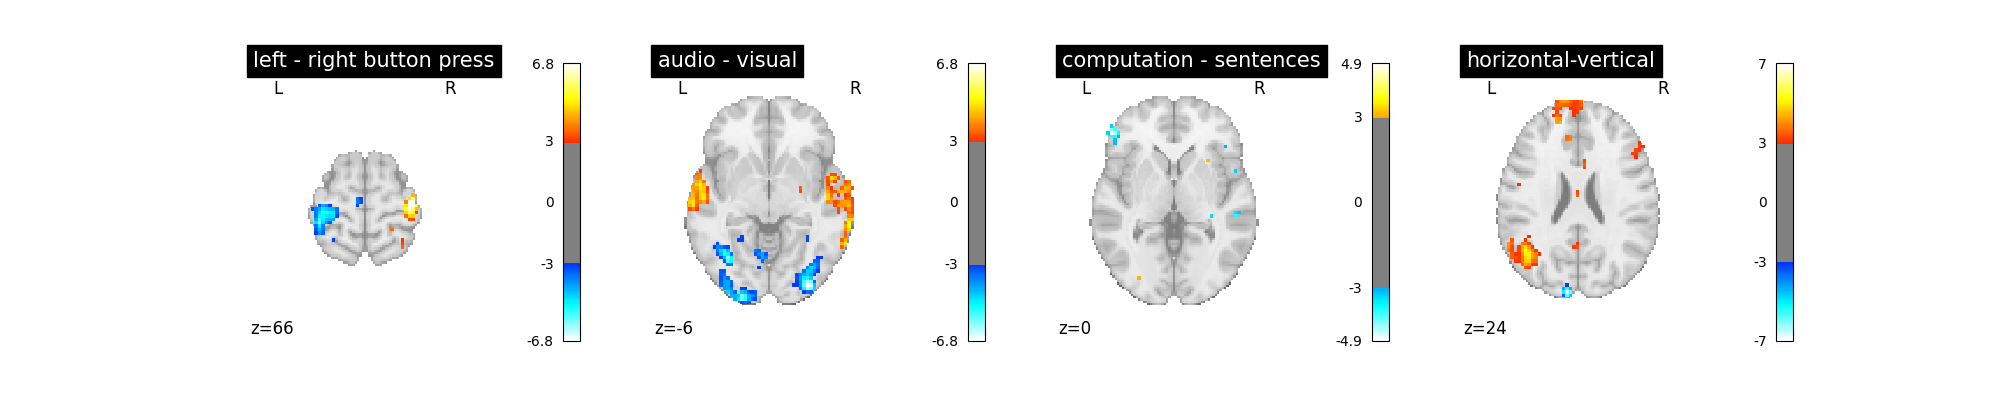 left - right button press
L R
6.8
3
0
-3
-6.8
z=66
audio - visual
L R
6.8
3
0
-3
-6.8
z=-6
computation - sentences
L R
4.9
3
0
-3
-4.9
z=0
horizontal-vertical
L R
7
3
0
-3
-7
z=24